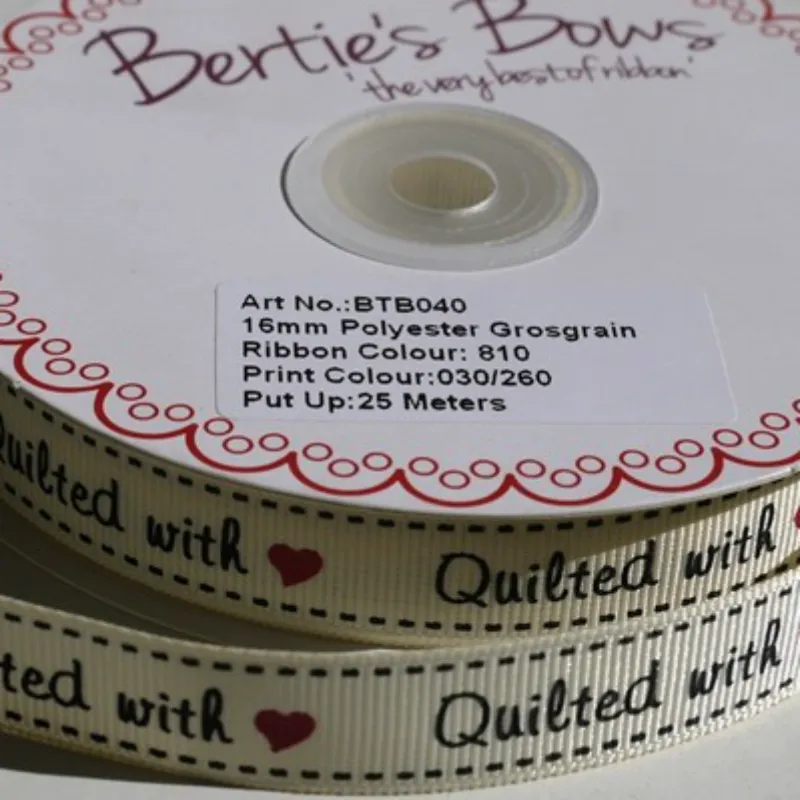 Bertie's Bows
'the very best of ribbon'
Art No.:BTB040
16mm Polyester Grosgrain
Ribbon Colour: 810
Print Colour:030/260
Put Up:25 Meters
Quilted with
Quilted with
ted with
Quilted with